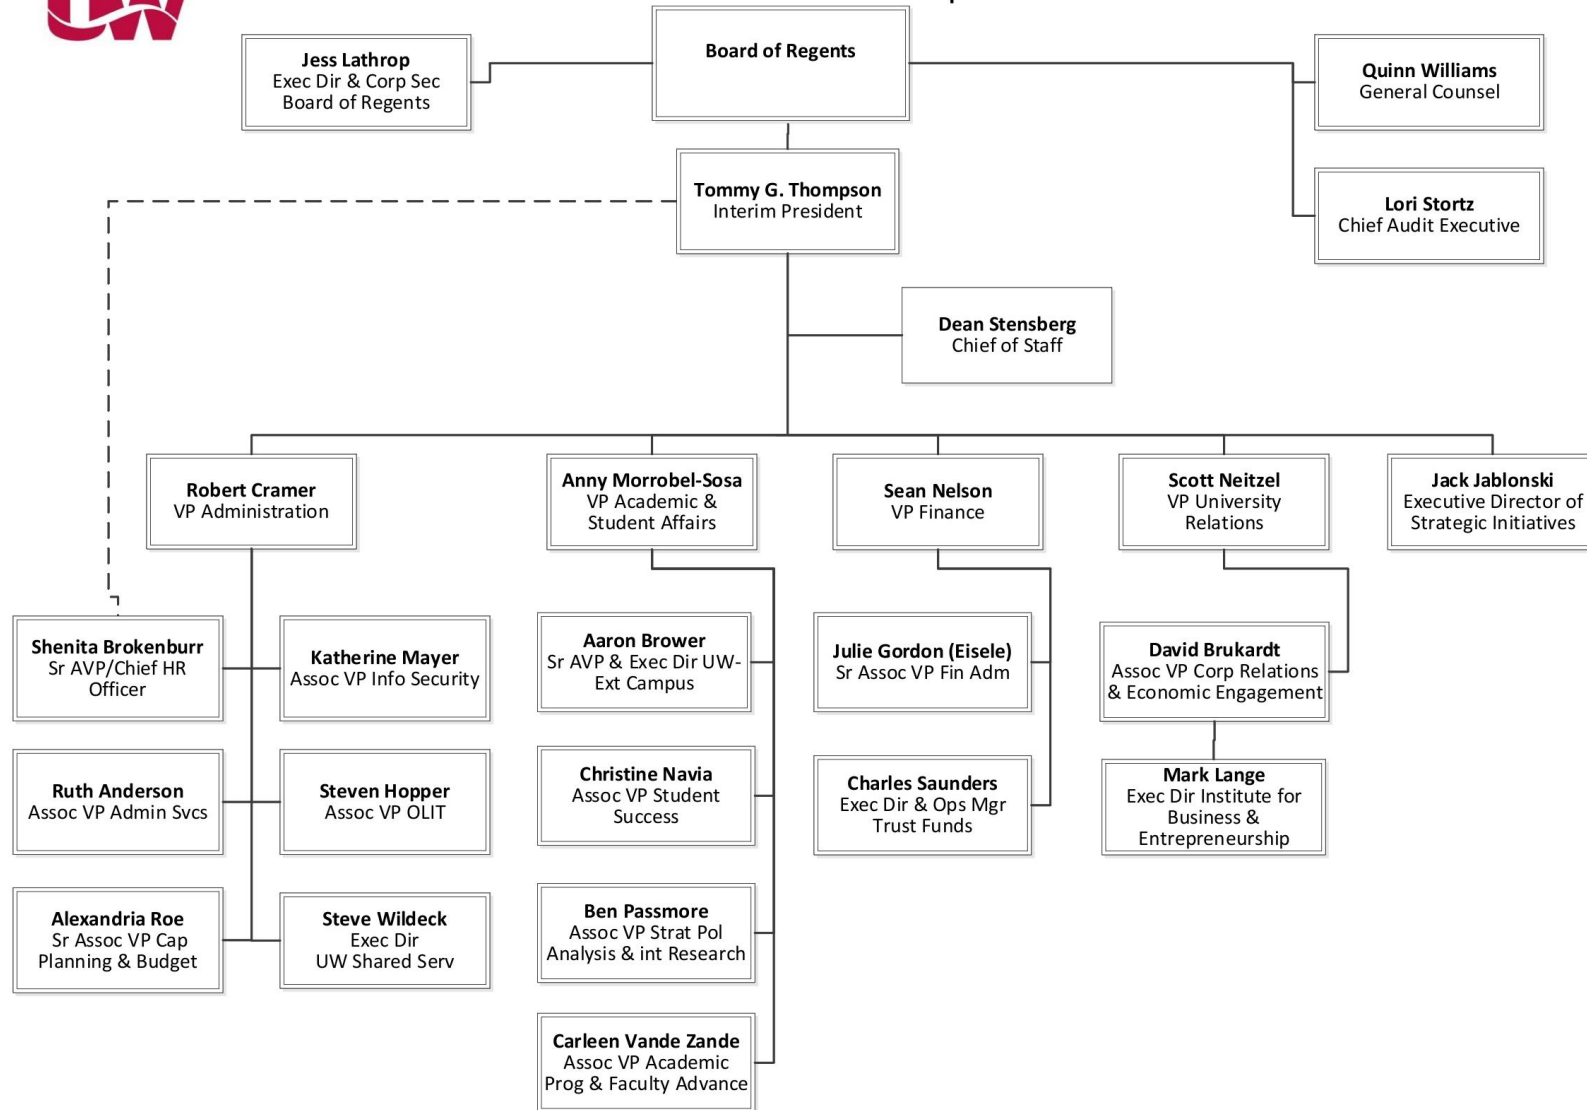 UW
Board of Regents
Jess Lathrop
Exec Dir & Corp Sec
Board of Regents
Quinn Williams
General Counsel
Tommy G. Thompson
Interim President
Lori Stortz
Chief Audit Executive
Dean Stensberg
Chief of Staff
Robert Cramer
VP Administration
Anny Morrobel-Sosa
VP Academic &
Student Affairs
Sean Nelson
VP Finance
Scott Neitzel
VP University
Relations
Jack Jablonski
Executive Director of
Strategic Initiatives
Shenita Brokenburr
Sr AVP/Chief HR
Officer
Katherine Mayer
Assoc VP Info Security
Aaron Brower
Sr AVP & Exec Dir UW-
Ext Campus
Julie Gordon (Eisele)
Sr Assoc VP Fin Adm
David Brukardt
Assoc VP Corp Relations
& Economic Engagement
Ruth Anderson
Assoc VP Admin Svcs
Steven Hopper
Assoc VP OLIT
Christine Navia
Assoc VP Student
Success
Charles Saunders
Exec Dir & Ops Mgr
Trust Funds
Mark Lange
Exec Dir Institute for
Business &
Entrepreneurship
Alexandria Roe
Sr Assoc VP Cap
Planning & Budget
Steve Wildeck
Exec Dir
UW Shared Serv
Ben Passmore
Assoc VP Strat Pol
Analysis & int Research
Carleen Vande Zande
Assoc VP Academic
Prog & Faculty Advance